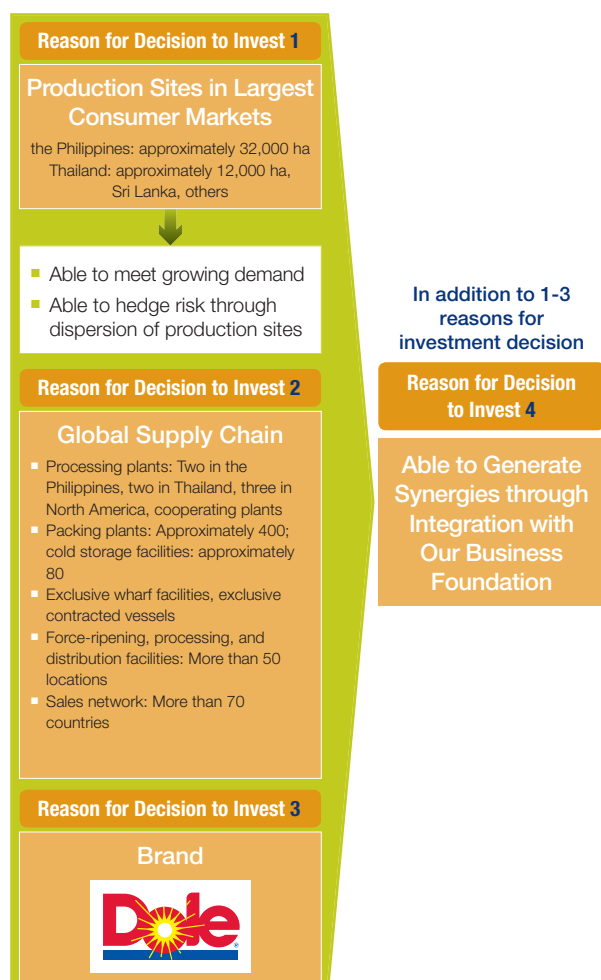 Reason for Decision to Invest 1
Production Sites in Largest
Consumer Markets
the Philippines: approximately 32,000 ha
Thailand: approximately 12,000 ha,
Sri Lanka, others
■ Able to meet growing demand
■ Able to hedge risk through
dispersion of production sites
Reason for Decision to Invest 2
Global Supply Chain
■ Processing plants: Two in the
Philippines, two in Thailand, three in
North America, cooperating plants
■ Packing plants: Approximately 400;
cold storage facilities: approximately
80
■ Exclusive wharf facilities, exclusive
contracted vessels
■ Force-ripening, processing, and
distribution facilities: More than 50
locations
■ Sales network: More than 70
countries
Reason for Decision to Invest 3
Brand
Dole
®
In addition to 1-3
reasons for
investment decision
Reason for Decision
to Invest 4
Able to Generate
Synergies through
Integration with
Our Business
Foundation